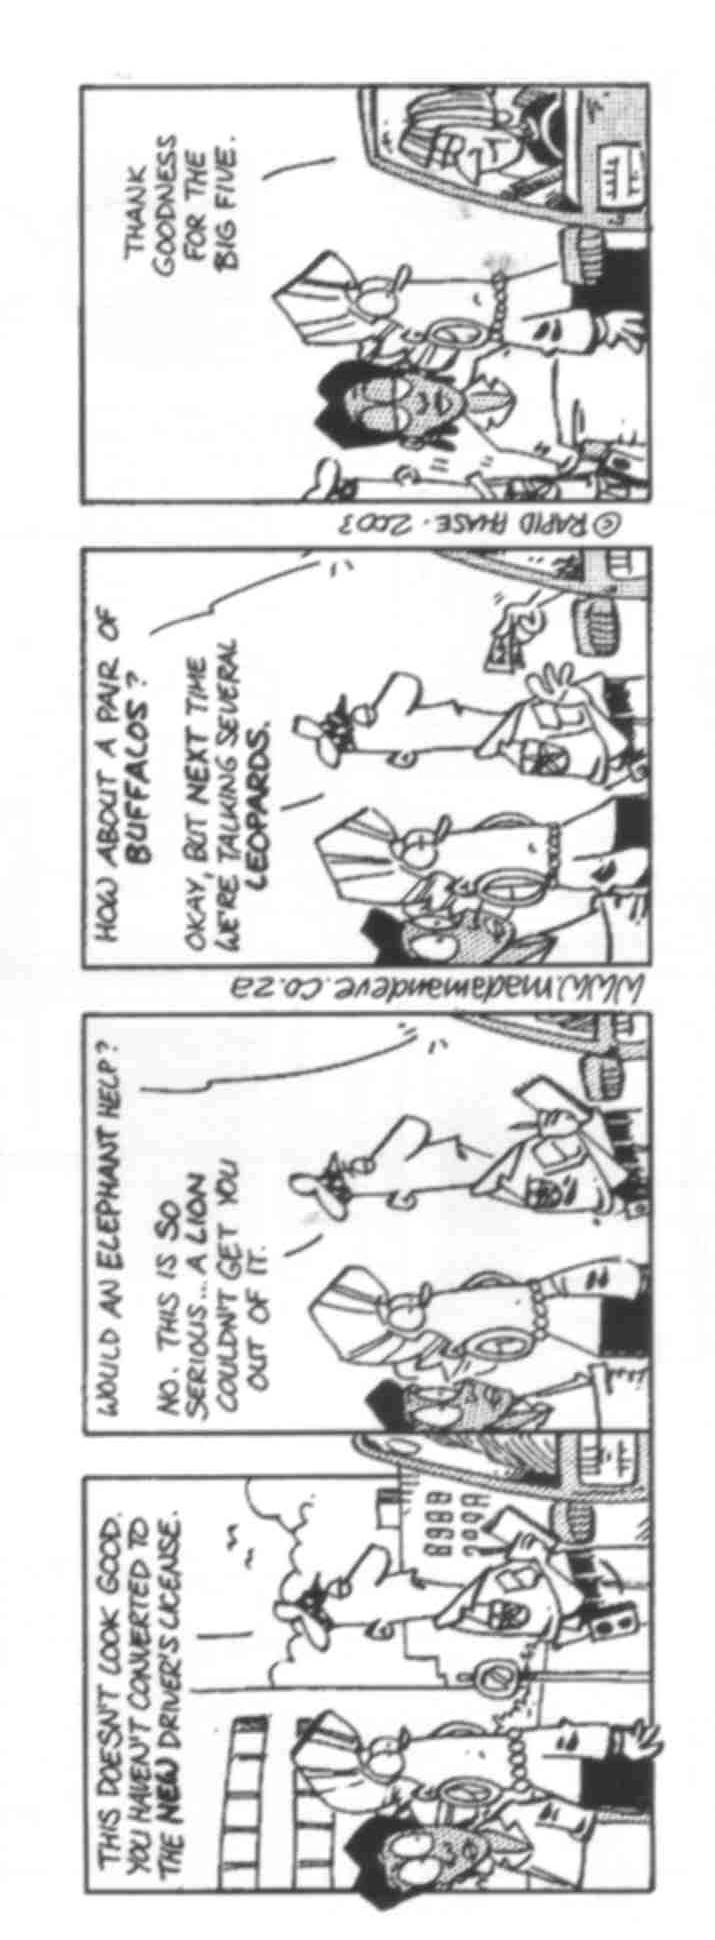 THIS DOESN'T LOOK GOOD.
YOU HAVEN'T CONVERTED TO
THE NEW DRIVER'S LICENSE.
WOULD AN ELEPHANT HELP?
NO. THIS IS SO
SERIOUS... A LION
COULDN'T GET YOU
OUT OF IT.
www.madamandeve.co.za
HOW ABOUT A PAIR OF
BUFFALOS?
OKAY, BUT NEXT TIME
WE'RE TALKING SEVERAL
LEOPARDS.
© RAPID PHASE · 2003
THANK
GOODNESS
FOR THE
BIG FIVE.